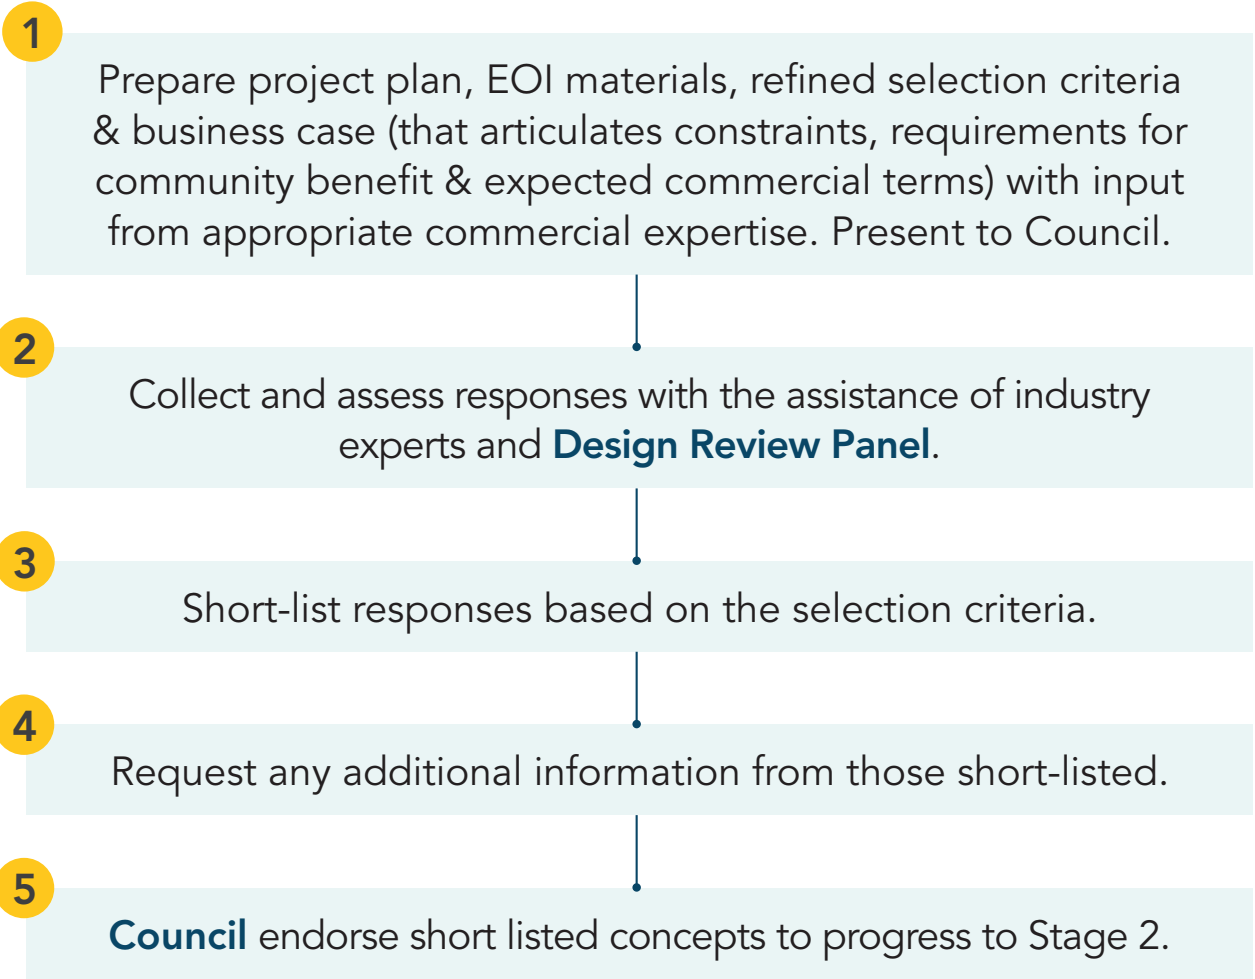 1
Prepare project plan, EOI materials, refined selection criteria
& business case (that articulates constraints, requirements for
community benefit & expected commercial terms) with input
from appropriate commercial expertise. Present to Council.
2
Collect and assess responses with the assistance of industry
experts and Design Review Panel.
3
Short-list responses based on the selection criteria.
4
Request any additional information from those short-listed.
5
Council endorse short listed concepts to progress to Stage 2.